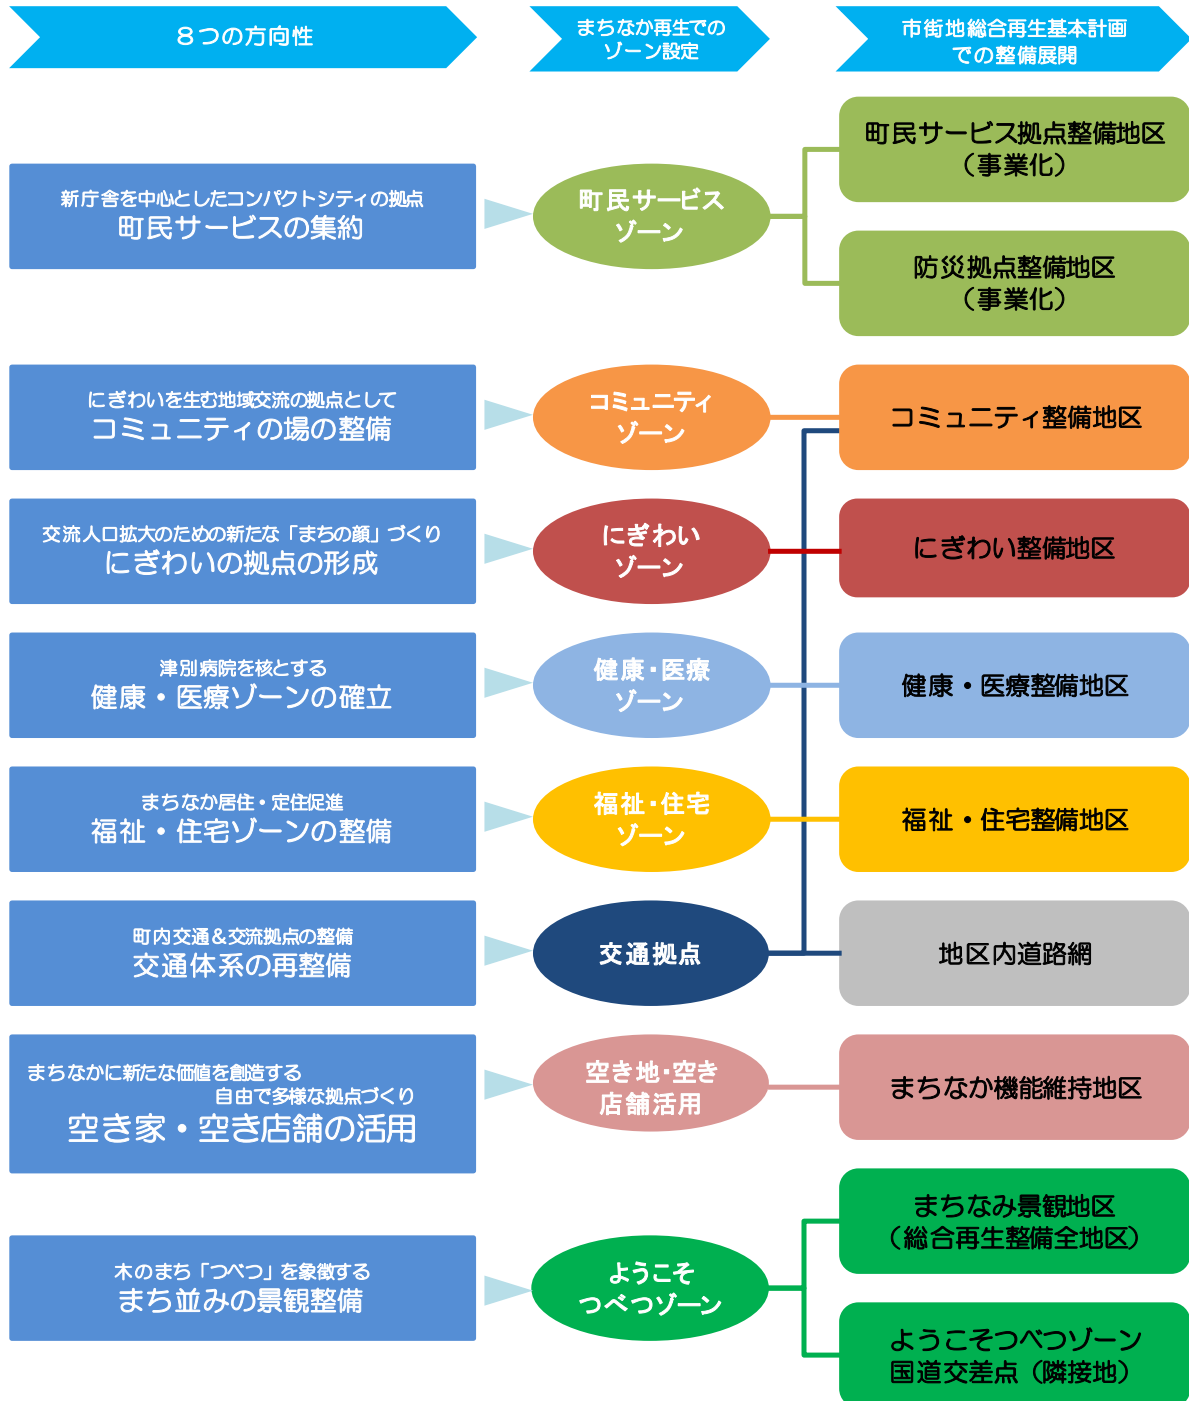 ８つの方向性
まちなか再生での
ゾーン設定
市街地総合再生基本計画
での整備展開
新庁舎を中心としたコンパクトシティの拠点
町民サービスの集約
町民サービス
ゾーン
町民サービス拠点整備地区
（事業化）
防災拠点整備地区
（事業化）
にぎわいを生む地域交流の拠点として
コミュニティの場の整備
コミュニティ
ゾーン
コミュニティ整備地区
交流人口拡大のための新たな「まちの顔」づくり
にぎわいの拠点の形成
にぎわい
ゾーン
にぎわい整備地区
津別病院を核とする
健康・医療ゾーンの確立
健康・医療
ゾーン
健康・医療整備地区
まちなか居住・定住促進
福祉・住宅ゾーンの整備
福祉・住宅
ゾーン
福祉・住宅整備地区
町内交通＆交流拠点の整備
交通体系の再整備
交通拠点
地区内道路網
まちなかに新たな価値を創造する
自由で多様な拠点づくり
空き家・空き店舗の活用
空き地・空き
店舗活用
まちなか機能維持地区
木のまち「つべつ」を象徴する
まち並みの景観整備
ようこそ
つべつゾーン
まちなみ景観地区
（総合再生整備全地区）
ようこそつべつゾーン
国道交差点（隣接地）